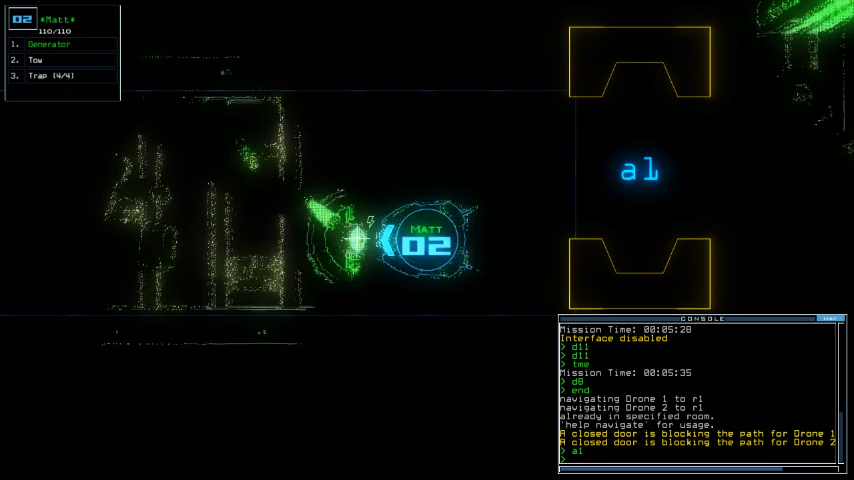 02 *Matt*
110/110
1. Generator
2. Tow
3. Trap (4/4)
a1
Matt
02
CONSOLE
Mission Time: 00:05:28
Interface disabled
> d11
> d11
> tme
Mission Time: 00:05:35
> d8
> end
navigating Drone 1 to r1
navigating Drone 2 to r1
already in specified room.
'help navigate' for usage.
A closed door is blocking the path for Drone 1
A closed door is blocking the path for Drone 2
> a1
>